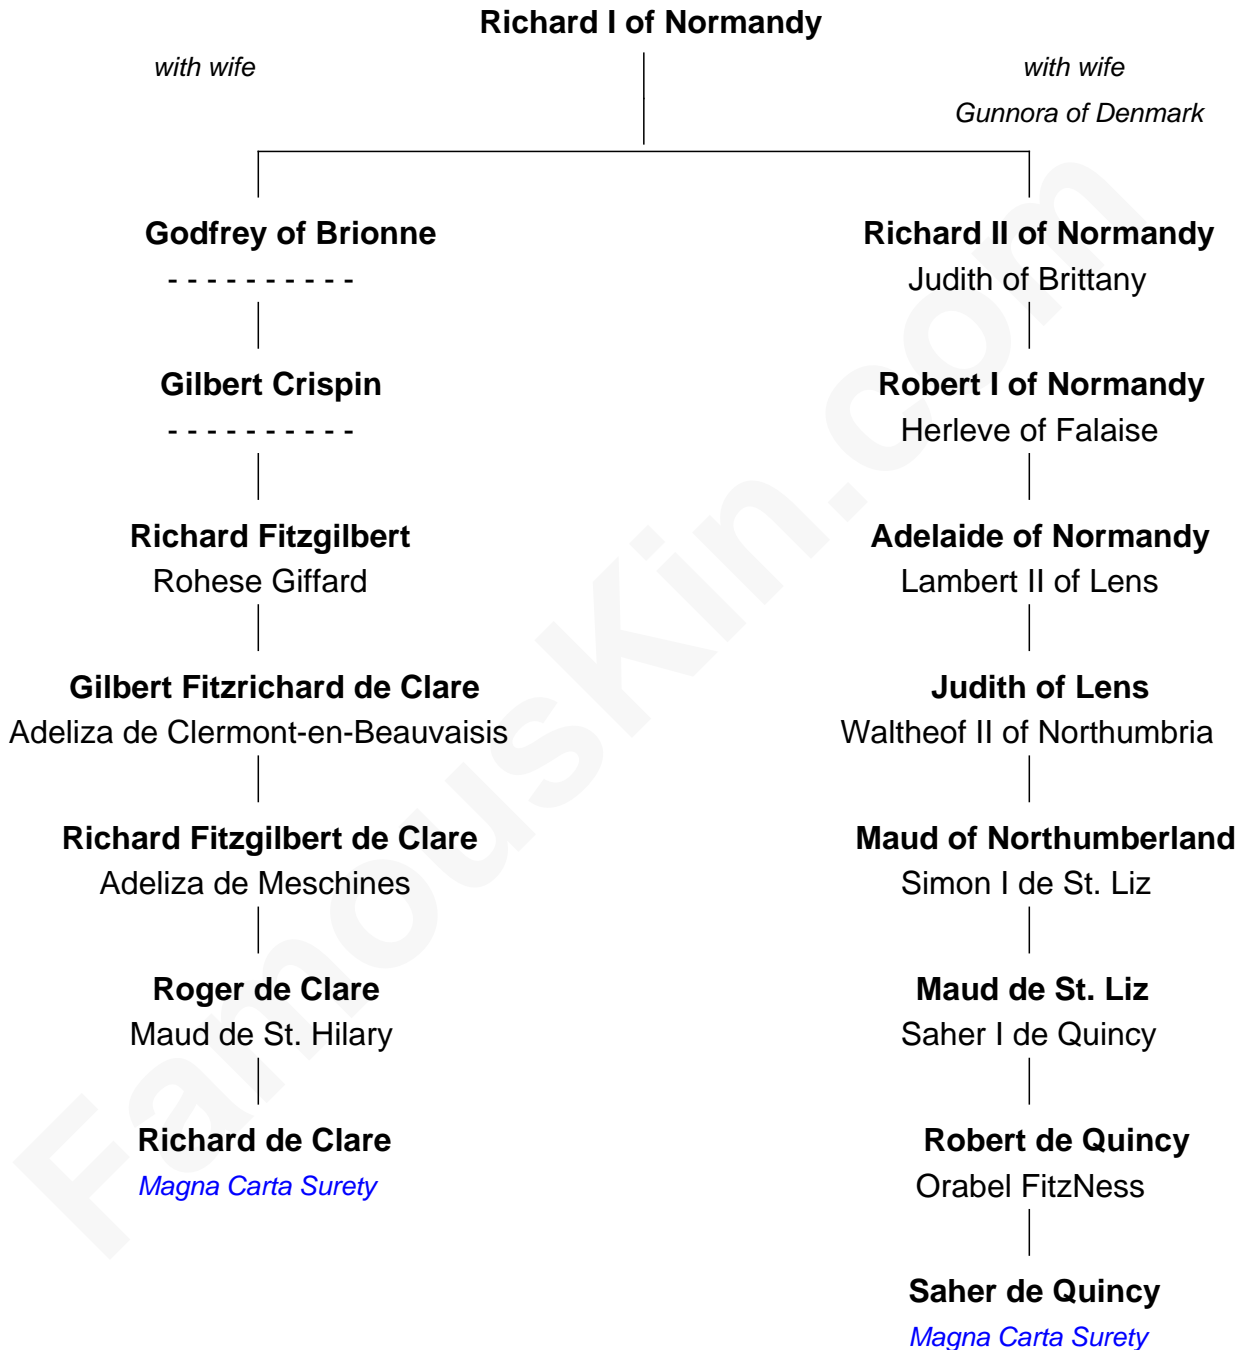 Richard I of Normandy
with wife
with wife
Gunnora of Denmark
Godfrey of Brionne
- - - - - - - - - -
Gilbert Crispin
- - - - - - - - - -
Richard Fitzgilbert
Rohese Giffard
Gilbert Fitzrichard de Clare
Adeliza de Clermont-en-Beauvaisis
Richard Fitzgilbert de Clare
Adeliza de Meschines
Roger de Clare
Maud de St. Hilary
Richard de Clare
Magna Carta Surety
Richard II of Normandy
Judith of Brittany
Robert I of Normandy
Herleve of Falaise
Adelaide of Normandy
Lambert II of Lens
Judith of Lens
Waltheof II of Northumbria
Maud of Northumberland
Simon I de St. Liz
Maud de St. Liz
Saher I de Quincy
Robert de Quincy
Orabel FitzNess
Saher de Quincy
Magna Carta Surety
FamousKin.com